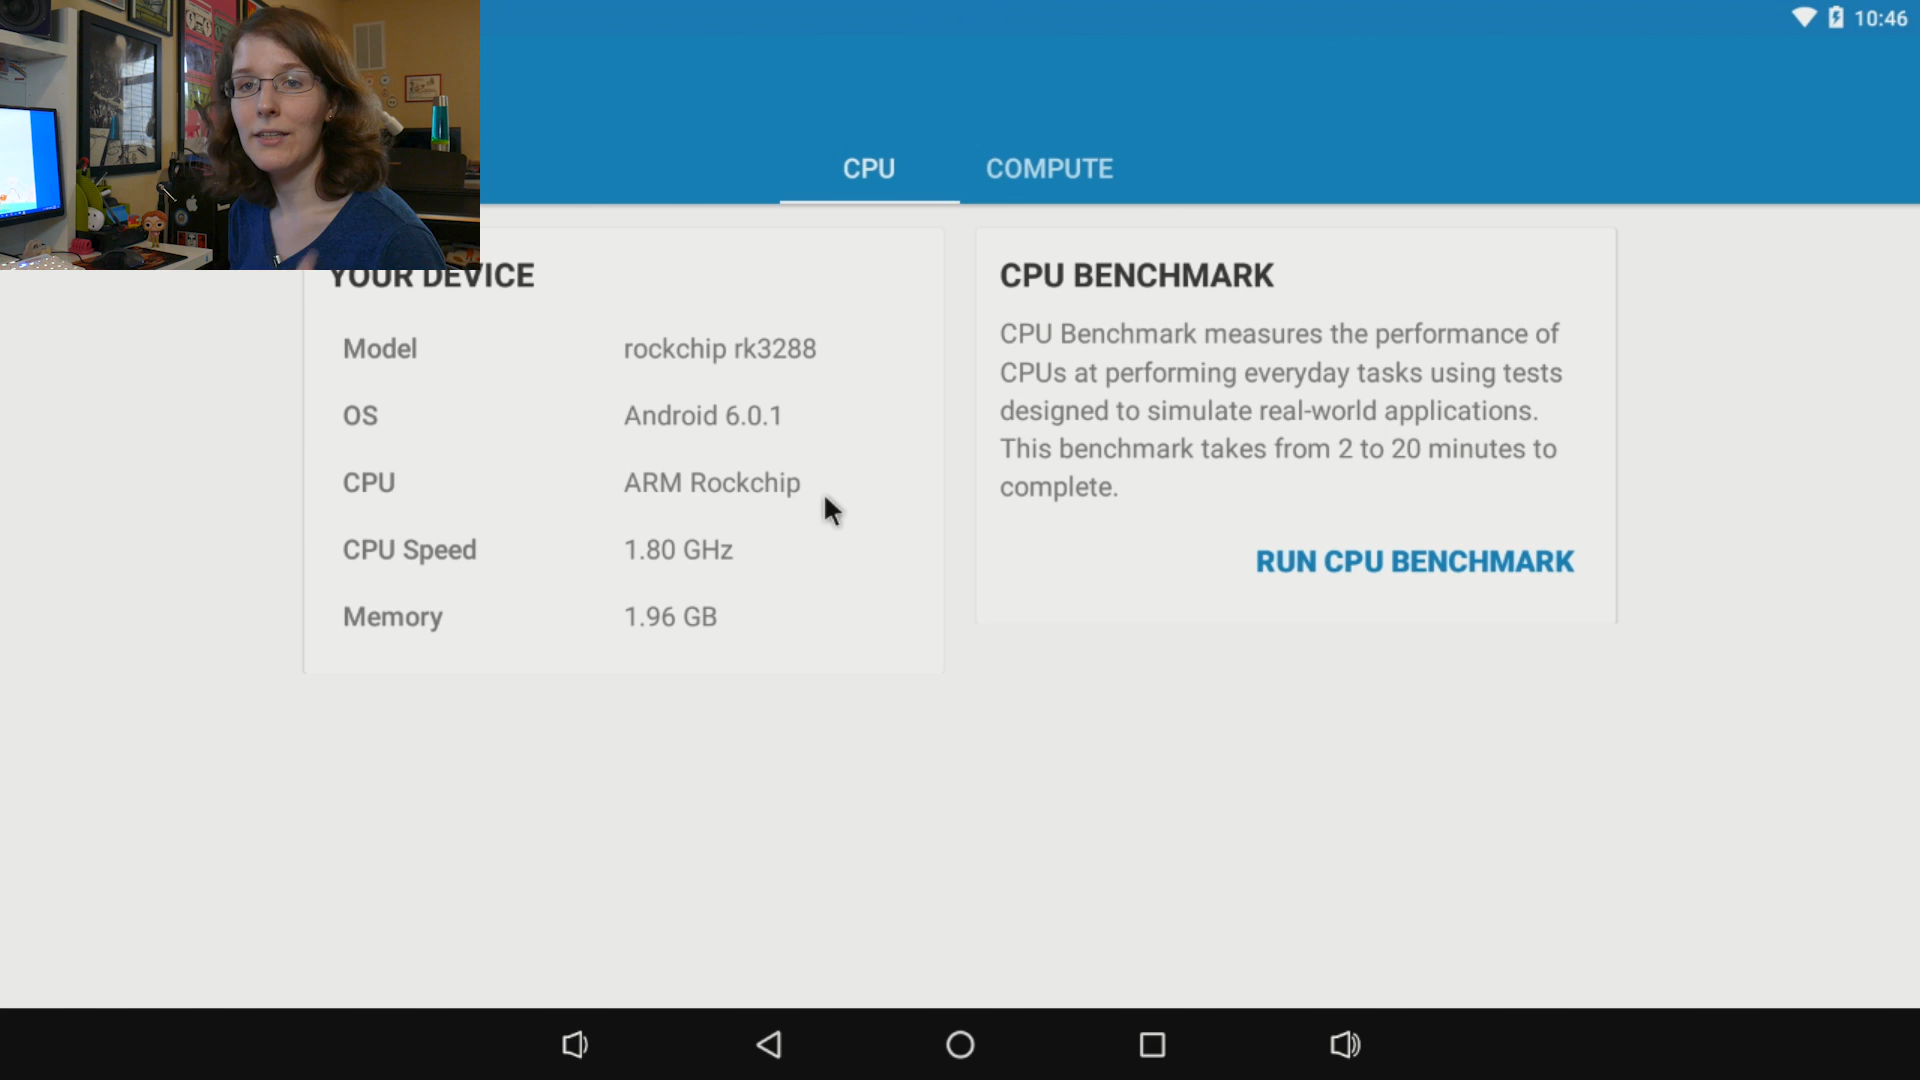 10:46
CPU
COMPUTE
YOUR DEVICE
Model
rockchip rk3288
OS
Android 6.0.1
CPU
ARM Rockchip
CPU Speed
1.80 GHz
Memory
1.96 GB
CPU BENCHMARK
CPU Benchmark measures the performance of
CPUs at performing everyday tasks using tests
designed to simulate real-world applications.
This benchmark takes from 2 to 20 minutes to
complete.
RUN CPU BENCHMARK